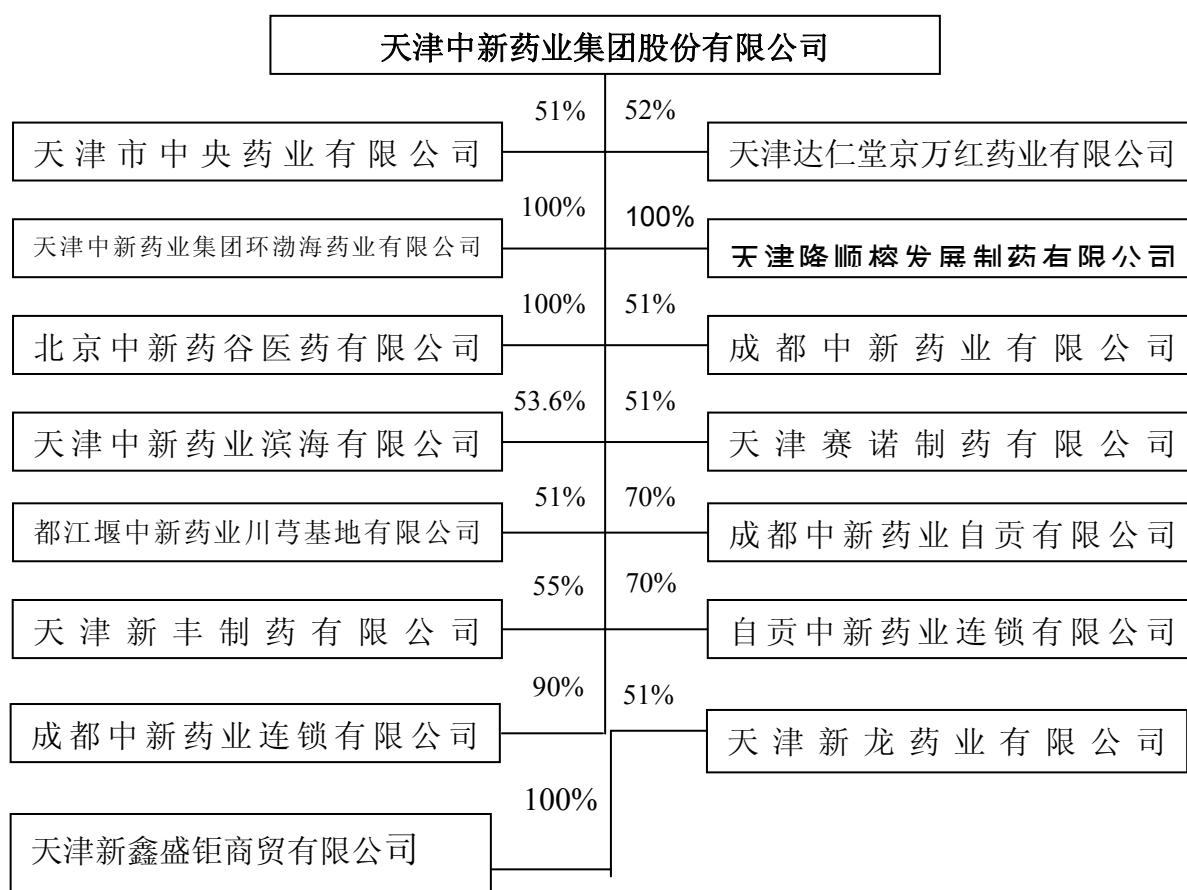 天津中新药业集团股份有限公司
51% 52%
天津市中央药业有限公司 天津达仁堂京万红药业有限公司
100% 100%
天津中新药业集团环渤海药业有限公司 天津隆顺榕发展制药有限公司
100% 51%
北京中新药谷医药有限公司 成都中新药业有限公司
53.6% 51%
天津中新药业滨海有限公司 天津赛诺制药有限公司
51% 70%
都江堰中新药业川芎基地有限公司 成都中新药业自贡有限公司
55% 70%
天津新丰制药有限公司 自贡中新药业连锁有限公司
90% 51%
成都中新药业连锁有限公司 天津新龙药业有限公司
100%
天津新鑫盛钜商贸有限公司